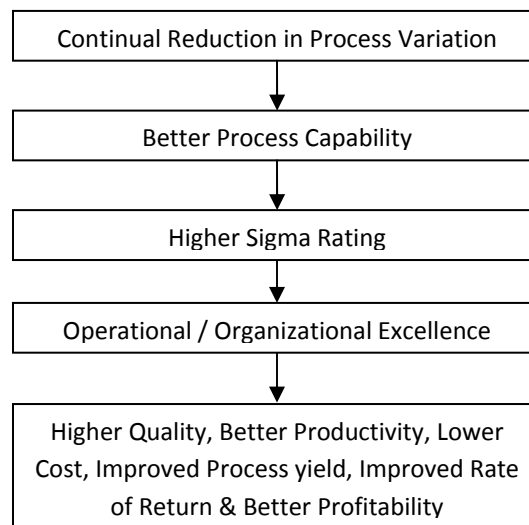 Continual Reduction in Process Variation
Better Process Capability
Higher Sigma Rating
Operational / Organizational Excellence
Higher Quality, Better Productivity, Lower
Cost, Improved Process yield, Improved Rate
of Return & Better Profitability